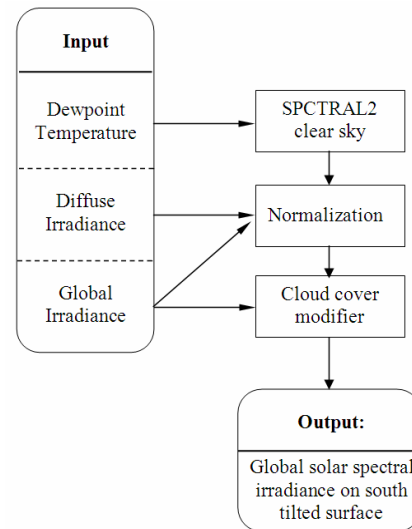 Input
Dewpoint
Temperature
Diffuse
Irradiance
Global
Irradiance
SPCTRAL2
clear sky
Normalization
Cloud cover
modifier
Output:
Global solar spectral
irradiance on south
tilted surface